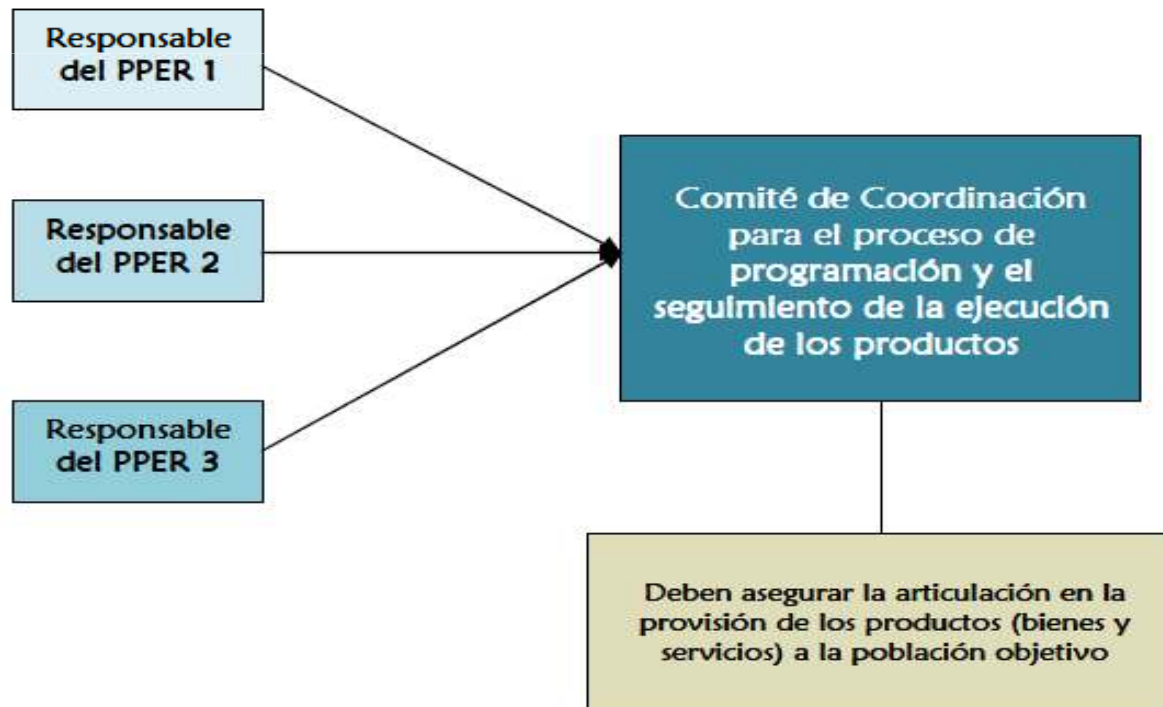 Responsable
del PPER 1
Responsable
del PPER 2
Responsable
del PPER 3
Comité de Coordinación
para el proceso de
programación y el
seguimiento de la ejecución
de los productos
Deben asegurar la articulación en la
provisión de los productos (bienes y
servicios) a la población objetivo